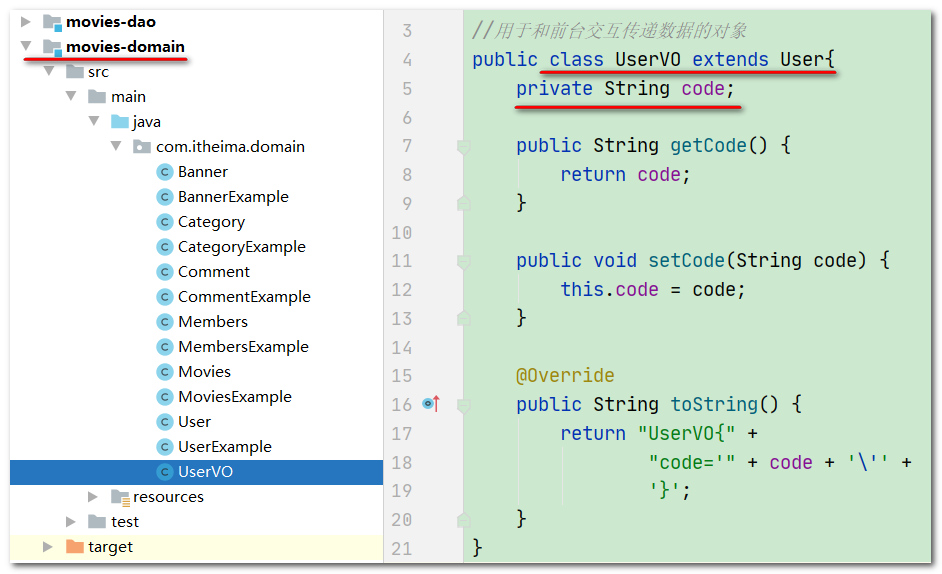 movies-dao
movies-domain
src
main
java
com.itheima.domain
Banner
BannerExample
Category
CategoryExample
Comment
CommentExample
Members
MembersExample
Movies
MoviesExample
User
UserExample
UserVO
resources
test
target
3 //用于和前台交互传递数据的对象
4 public class UserVO extends User{
5 private String code;
6
7 public String getCode() {
8 return code;
9 }
10
11 public void setCode(String code) {
12 this.code = code;
13 }
14
15 @Override
16 public String toString() {
17 return "UserVO{" +
18 "code='" + code + '\'' +
19 '}';
20 }
21 }